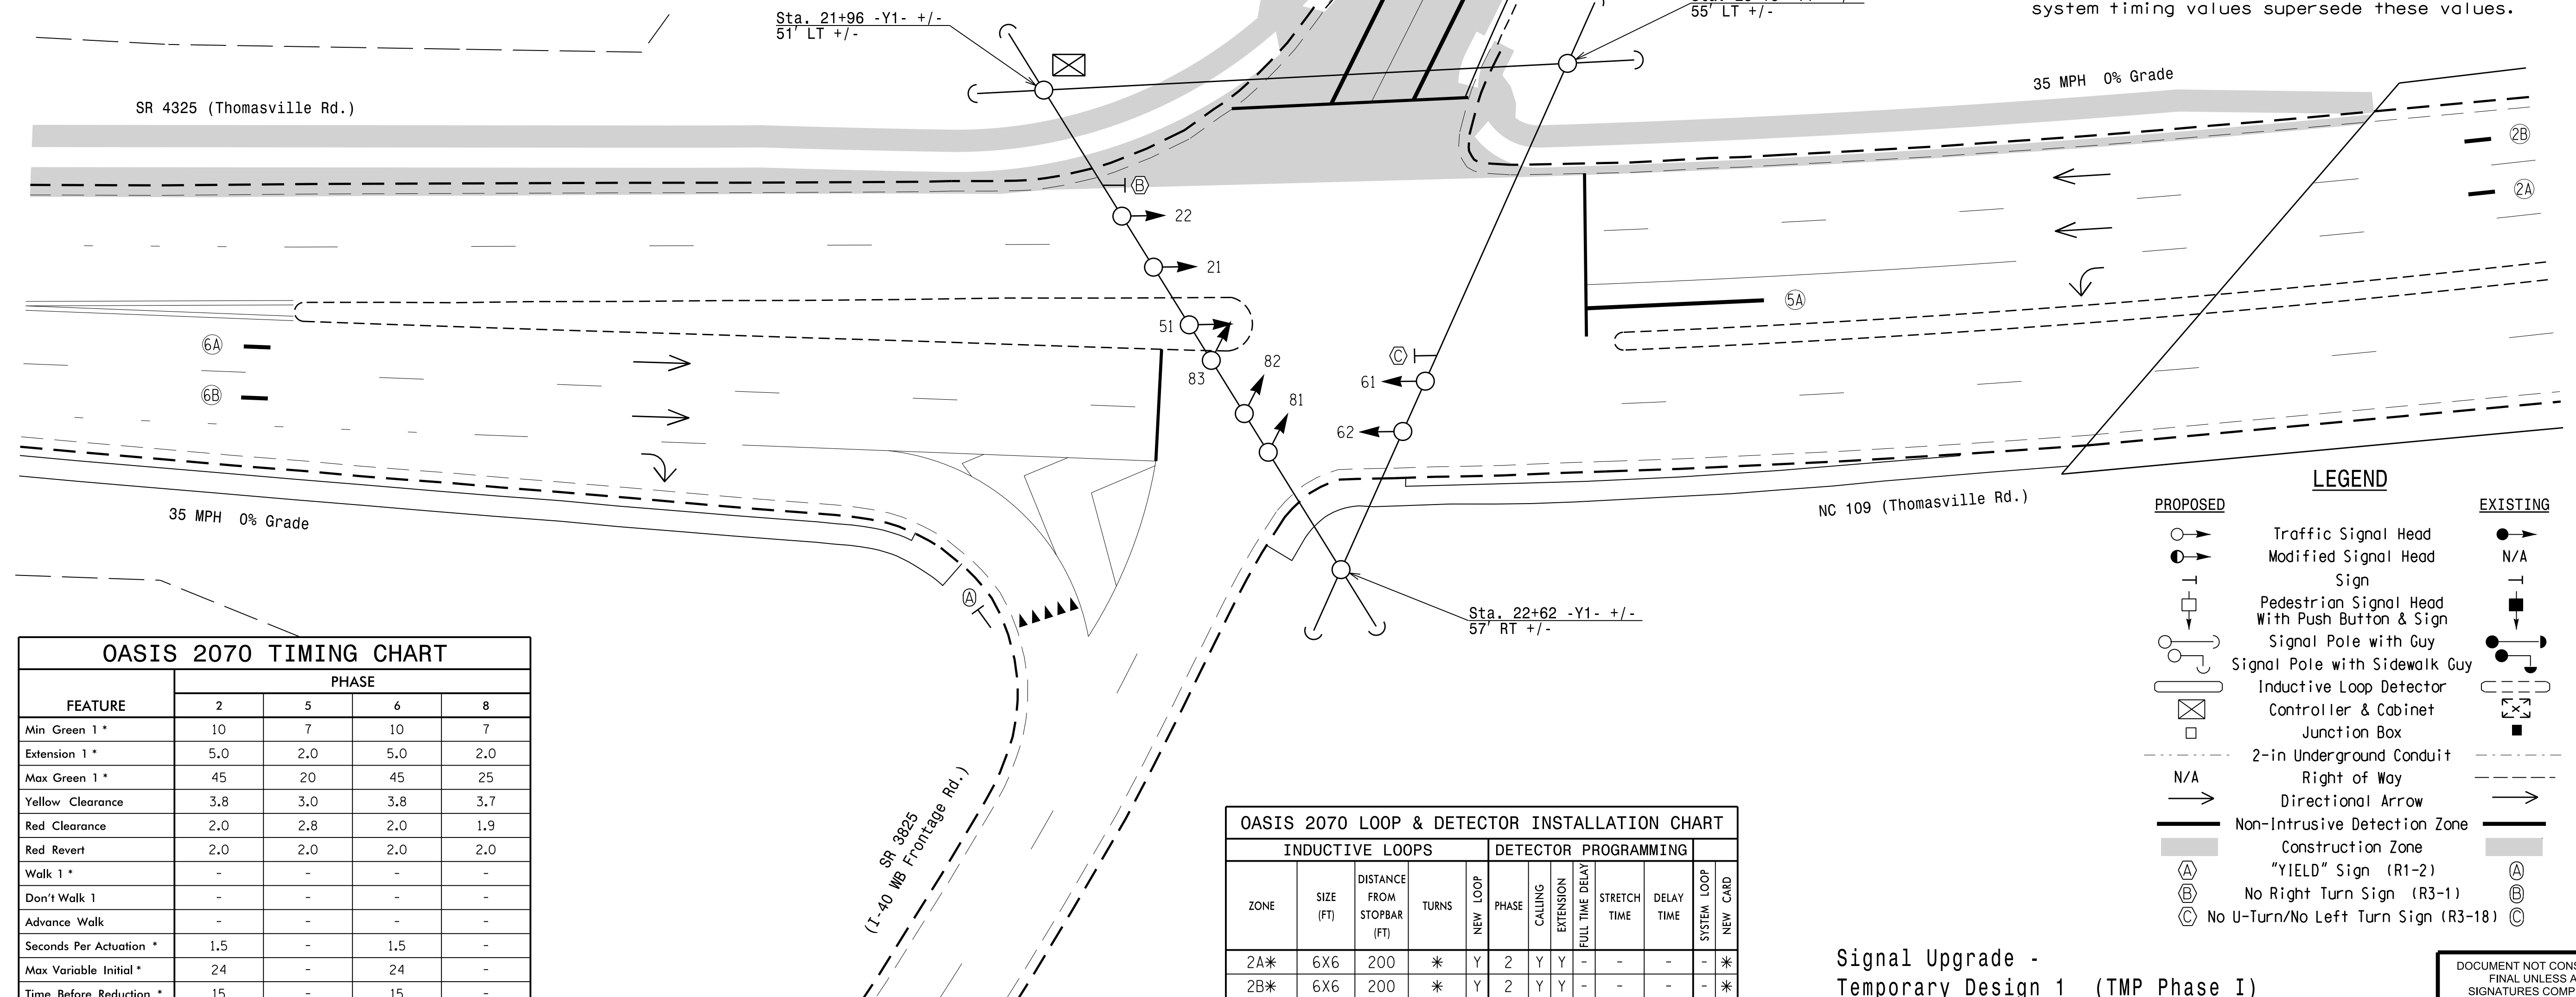 Sta. 21+96 -Y1- +/-
51' LT +/-
55' LT +/-
system timing values supersede these values.
SR 4325 (Thomasville Rd.)
35 MPH 0% Grade
2B
2A
B
22
21
5A
51
6A
C
82
61
83
6B
81
62
NC 109 (Thomasville Rd.)
35 MPH 0% Grade
A
Sta. 22+62 -Y1- +/-
57' RT +/-
SR 3825
(I-40 WB Frontage Rd.)
LEGEND
PROPOSED EXISTING
Traffic Signal Head
Modified Signal Head N/A
Sign
Pedestrian Signal Head
With Push Button & Sign
Signal Pole with Guy
Signal Pole with Sidewalk Guy
Inductive Loop Detector
Controller & Cabinet
Junction Box
2-in Underground Conduit
N/A Right of Way
Directional Arrow
Non-Intrusive Detection Zone
Construction Zone
A "YIELD" Sign (R1-2) A
B No Right Turn Sign (R3-1) B
C No U-Turn/No Left Turn Sign (R3-18) C
OASIS 2070 TIMING CHART
PHASE
FEATURE 2 5 6 8
Min Green 1 * 10 7 10 7
Extension 1 * 5.0 2.0 5.0 2.0
Max Green 1 * 45 20 45 25
Yellow Clearance 3.8 3.0 3.8 3.7
Red Clearance 2.0 2.8 2.0 1.9
Red Revert 2.0 2.0 2.0 2.0
Walk 1 * - - - -
Don't Walk 1 - - - -
Advance Walk - - - -
Seconds Per Actuation * 1.5 - 1.5 -
Max Variable Initial * 24 - 24 -
Time Before Reduction * 15 - 15 -
OASIS 2070 LOOP & DETECTOR INSTALLATION CHART
INDUCTIVE LOOPS DETECTOR PROGRAMMING
ZONE SIZE (FT) DISTANCE FROM STOPBAR (FT) TURNS NEW LOOP PHASE CALLING EXTENSION FULL TIME DELAY STRETCH TIME DELAY TIME SYSTEM LOOP NEW CARD
2A* 6X6 200 * Y 2 Y Y - - - - *
2B* 6X6 200 * Y 2 Y Y - - - - *
Signal Upgrade -
Temporary Design 1 (TMP Phase I)
DOCUMENT NOT CONS
FINAL UNLESS A
SIGNATURES COMP